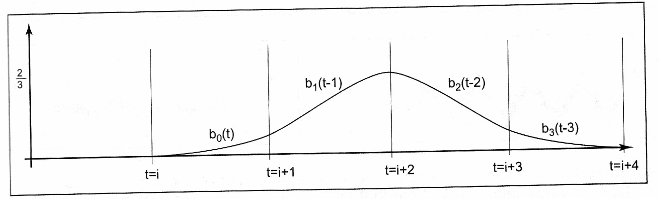 b₁(t-1) b₂(t-2)
2/3
b₀(t) b₃(t-3)
t=i t=i+1 t=i+2 t=i+3 t=i+4